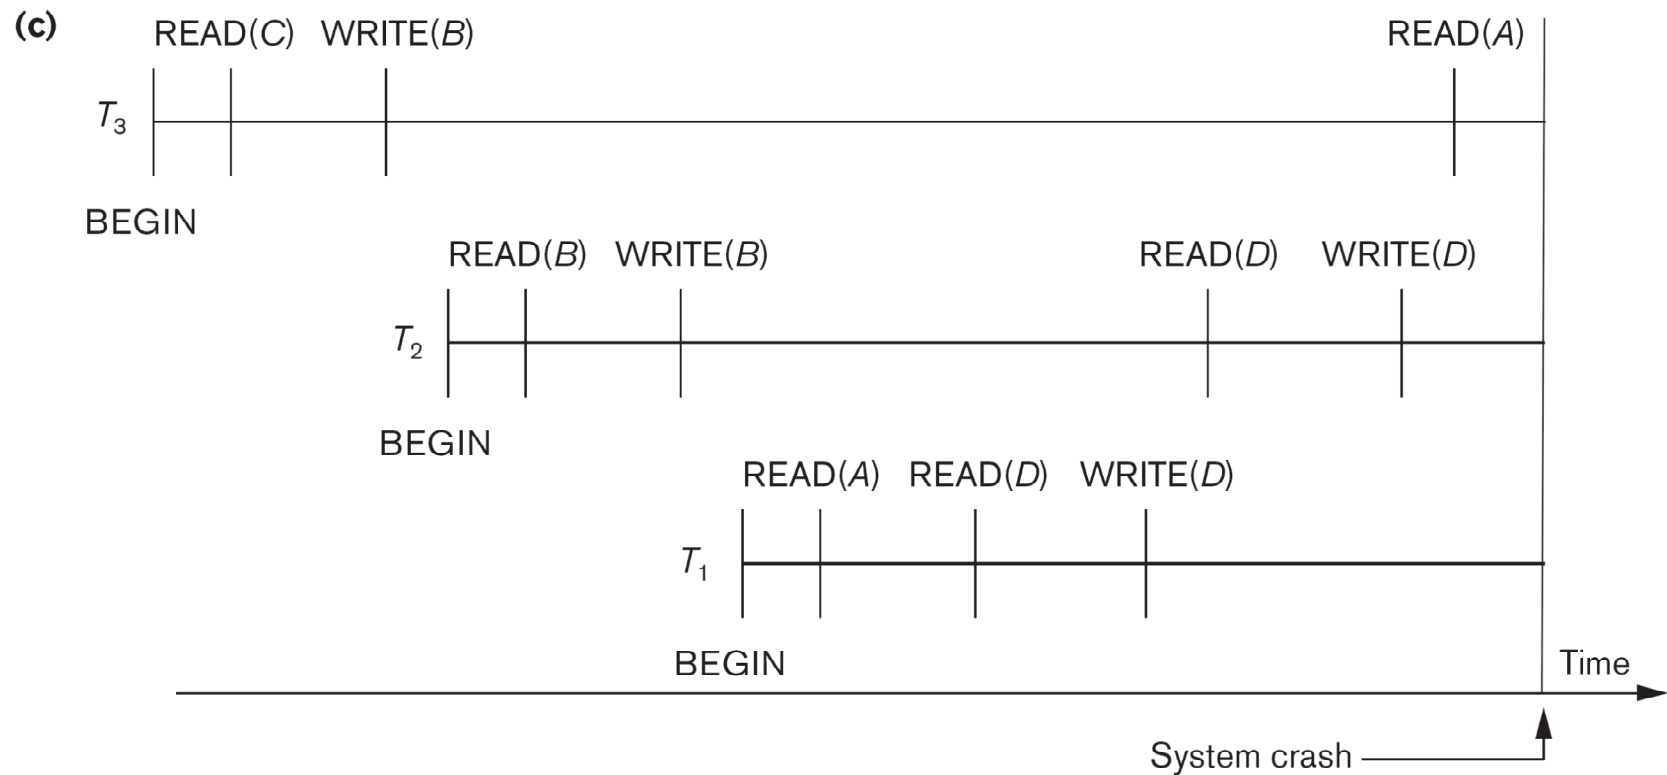 (c)
READ(C) WRITE(B) READ(A)
T3
BEGIN
READ(B) WRITE(B) READ(D) WRITE(D)
T2
BEGIN
READ(A) READ(D) WRITE(D)
T1
BEGIN
Time
System crash